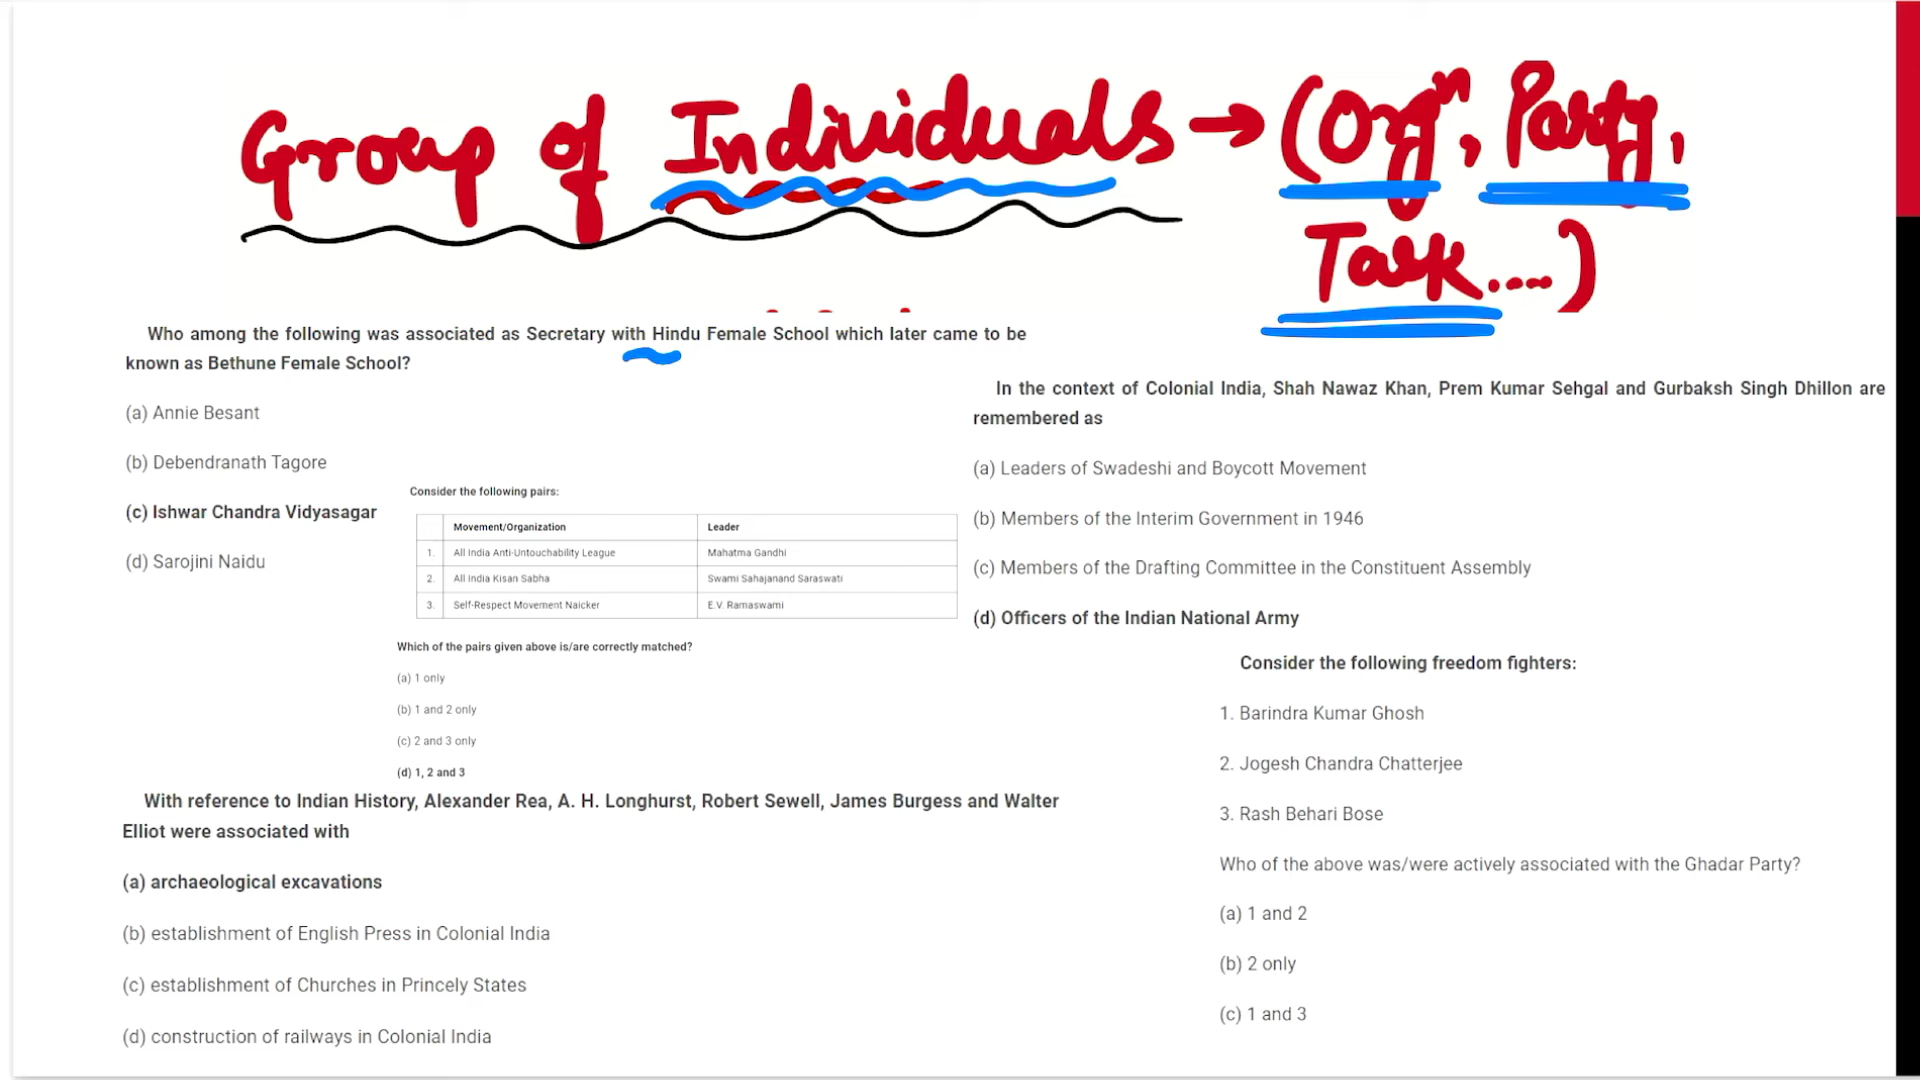 Group of Individuals → (Orgⁿ, Party,
Task....)
Who among the following was associated as Secretary with Hindu Female School which later came to be
known as Bethune Female School?
(a) Annie Besant
(b) Debendranath Tagore
(c) Ishwar Chandra Vidyasagar
(d) Sarojini Naidu
Consider the following pairs:
Movement/Organization Leader
1. All India Anti-Untouchability League Mahatma Gandhi
2. All India Kisan Sabha Swami Sahajanand Saraswati
3. Self-Respect Movement Naicker E.V. Ramaswami
Which of the pairs given above is/are correctly matched?
(a) 1 only
(b) 1 and 2 only
(c) 2 and 3 only
(d) 1, 2 and 3
With reference to Indian History, Alexander Rea, A. H. Longhurst, Robert Sewell, James Burgess and Walter
Elliot were associated with
(a) archaeological excavations
(b) establishment of English Press in Colonial India
(c) establishment of Churches in Princely States
(d) construction of railways in Colonial India
In the context of Colonial India, Shah Nawaz Khan, Prem Kumar Sehgal and Gurbaksh Singh Dhillon are
remembered as
(a) Leaders of Swadeshi and Boycott Movement
(b) Members of the Interim Government in 1946
(c) Members of the Drafting Committee in the Constituent Assembly
(d) Officers of the Indian National Army
Consider the following freedom fighters:
1. Barindra Kumar Ghosh
2. Jogesh Chandra Chatterjee
3. Rash Behari Bose
Who of the above was/were actively associated with the Ghadar Party?
(a) 1 and 2
(b) 2 only
(c) 1 and 3